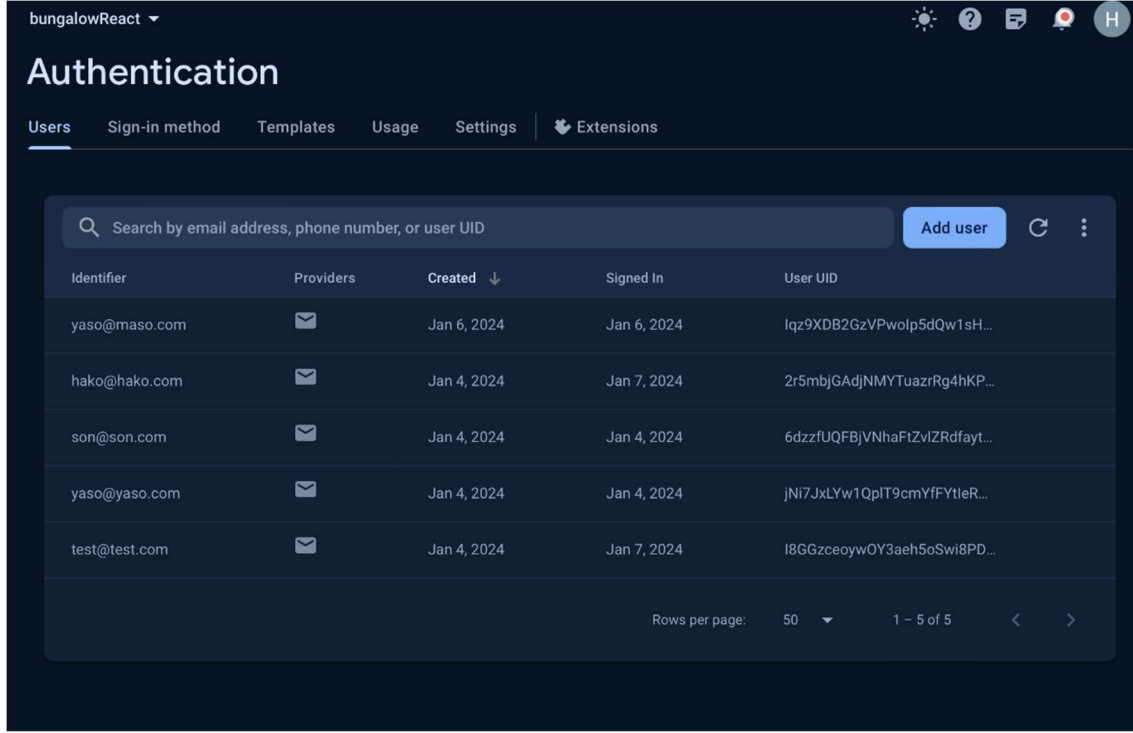 bungalowReact
H
Authentication
Users Sign-in method Templates Usage Settings Extensions
Search by email address, phone number, or user UID Add user
Identifier Providers Created Signed In User UID
yaso@maso.com Jan 6, 2024 Jan 6, 2024 Iqz9XDB2GzVPwoIp5dQw1sH…
hako@hako.com Jan 4, 2024 Jan 7, 2024 2r5mbjGAdjNMYTuazrRg4hKP…
son@son.com Jan 4, 2024 Jan 4, 2024 6dzzfUQFBjVNhaFtZvlZRdfayt…
yaso@yaso.com Jan 4, 2024 Jan 4, 2024 jNi7JxLYw1QplT9cmYfFYtIeR…
test@test.com Jan 4, 2024 Jan 7, 2024 I8GGzceoywOY3aeh5oSwi8PD…
Rows per page: 50 1 – 5 of 5